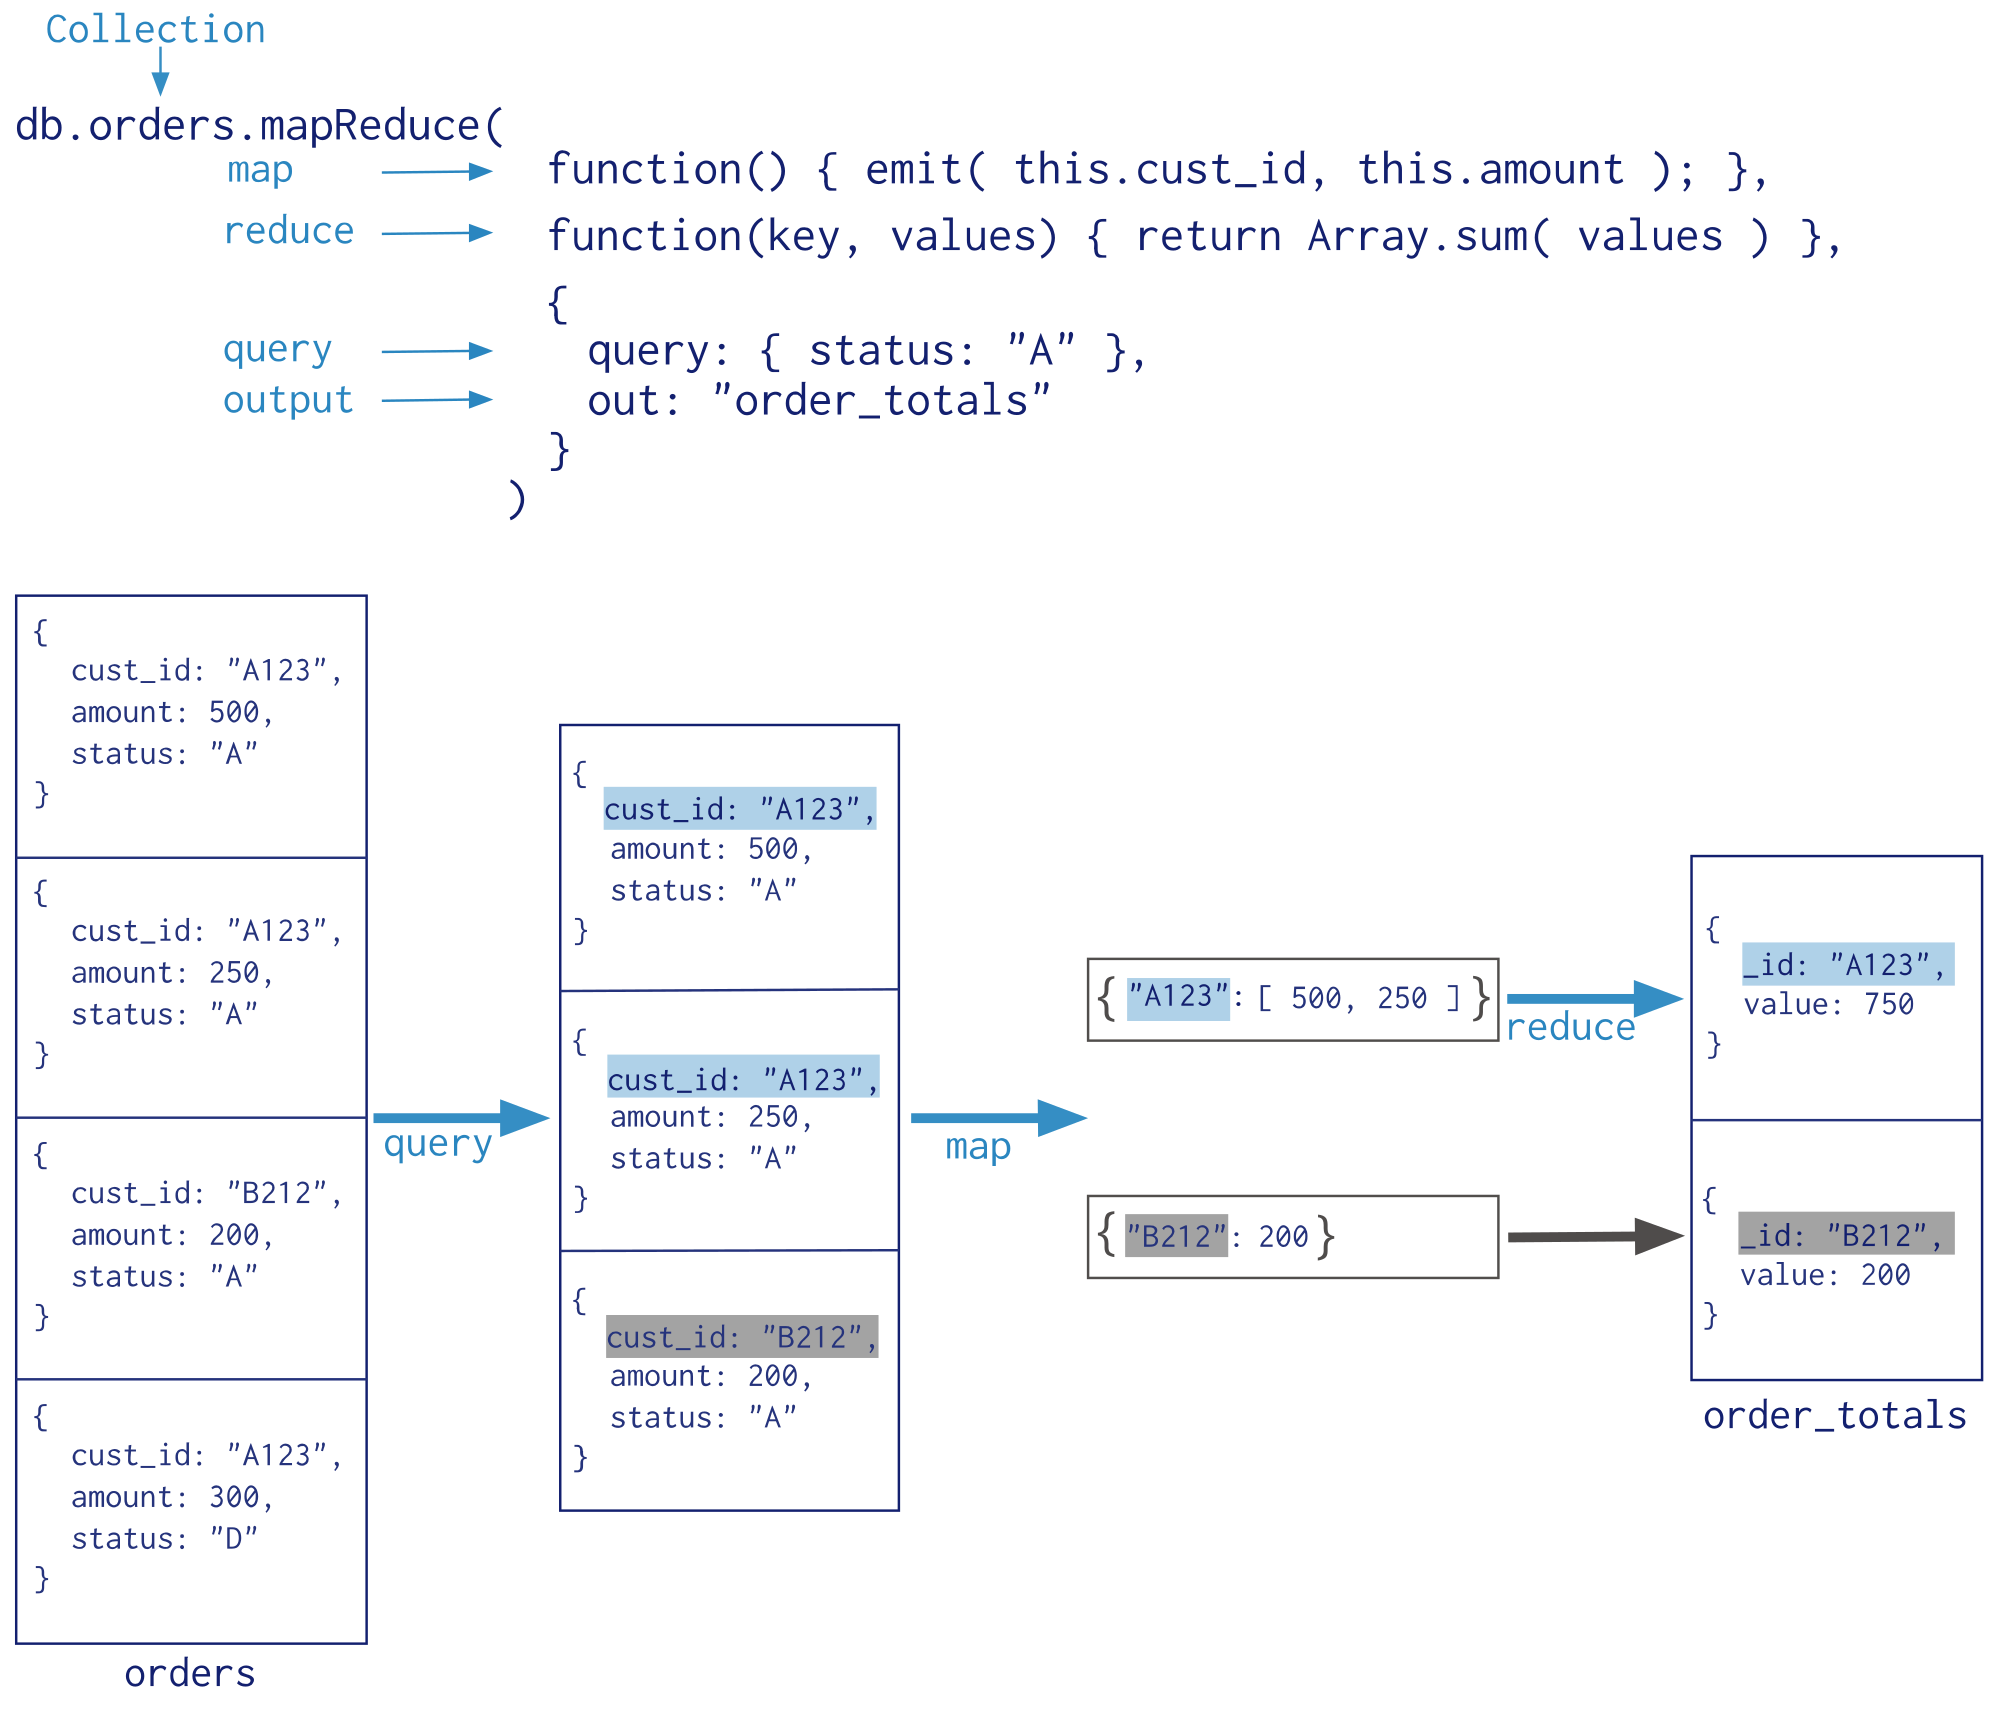 Collection
db.orders.mapReduce(
map function() { emit( this.cust_id, this.amount ); },
reduce function(key, values) { return Array.sum( values ) },
{
query query: { status: "A" },
output out: "order_totals"
}
)
{
cust_id: "A123",
amount: 500,
status: "A"
}
{
cust_id: "A123",
amount: 250,
status: "A"
}
{
cust_id: "B212",
amount: 200,
status: "A"
}
{
cust_id: "A123",
amount: 300,
status: "D"
}
orders
query
{
cust_id: "A123",
amount: 500,
status: "A"
}
{
cust_id: "A123",
amount: 250,
status: "A"
}
{
cust_id: "B212",
amount: 200,
status: "A"
}
map
{ "A123": [ 500, 250 ] }
{ "B212": 200 }
reduce
{
_id: "A123",
value: 750
}
{
_id: "B212",
value: 200
}
order_totals